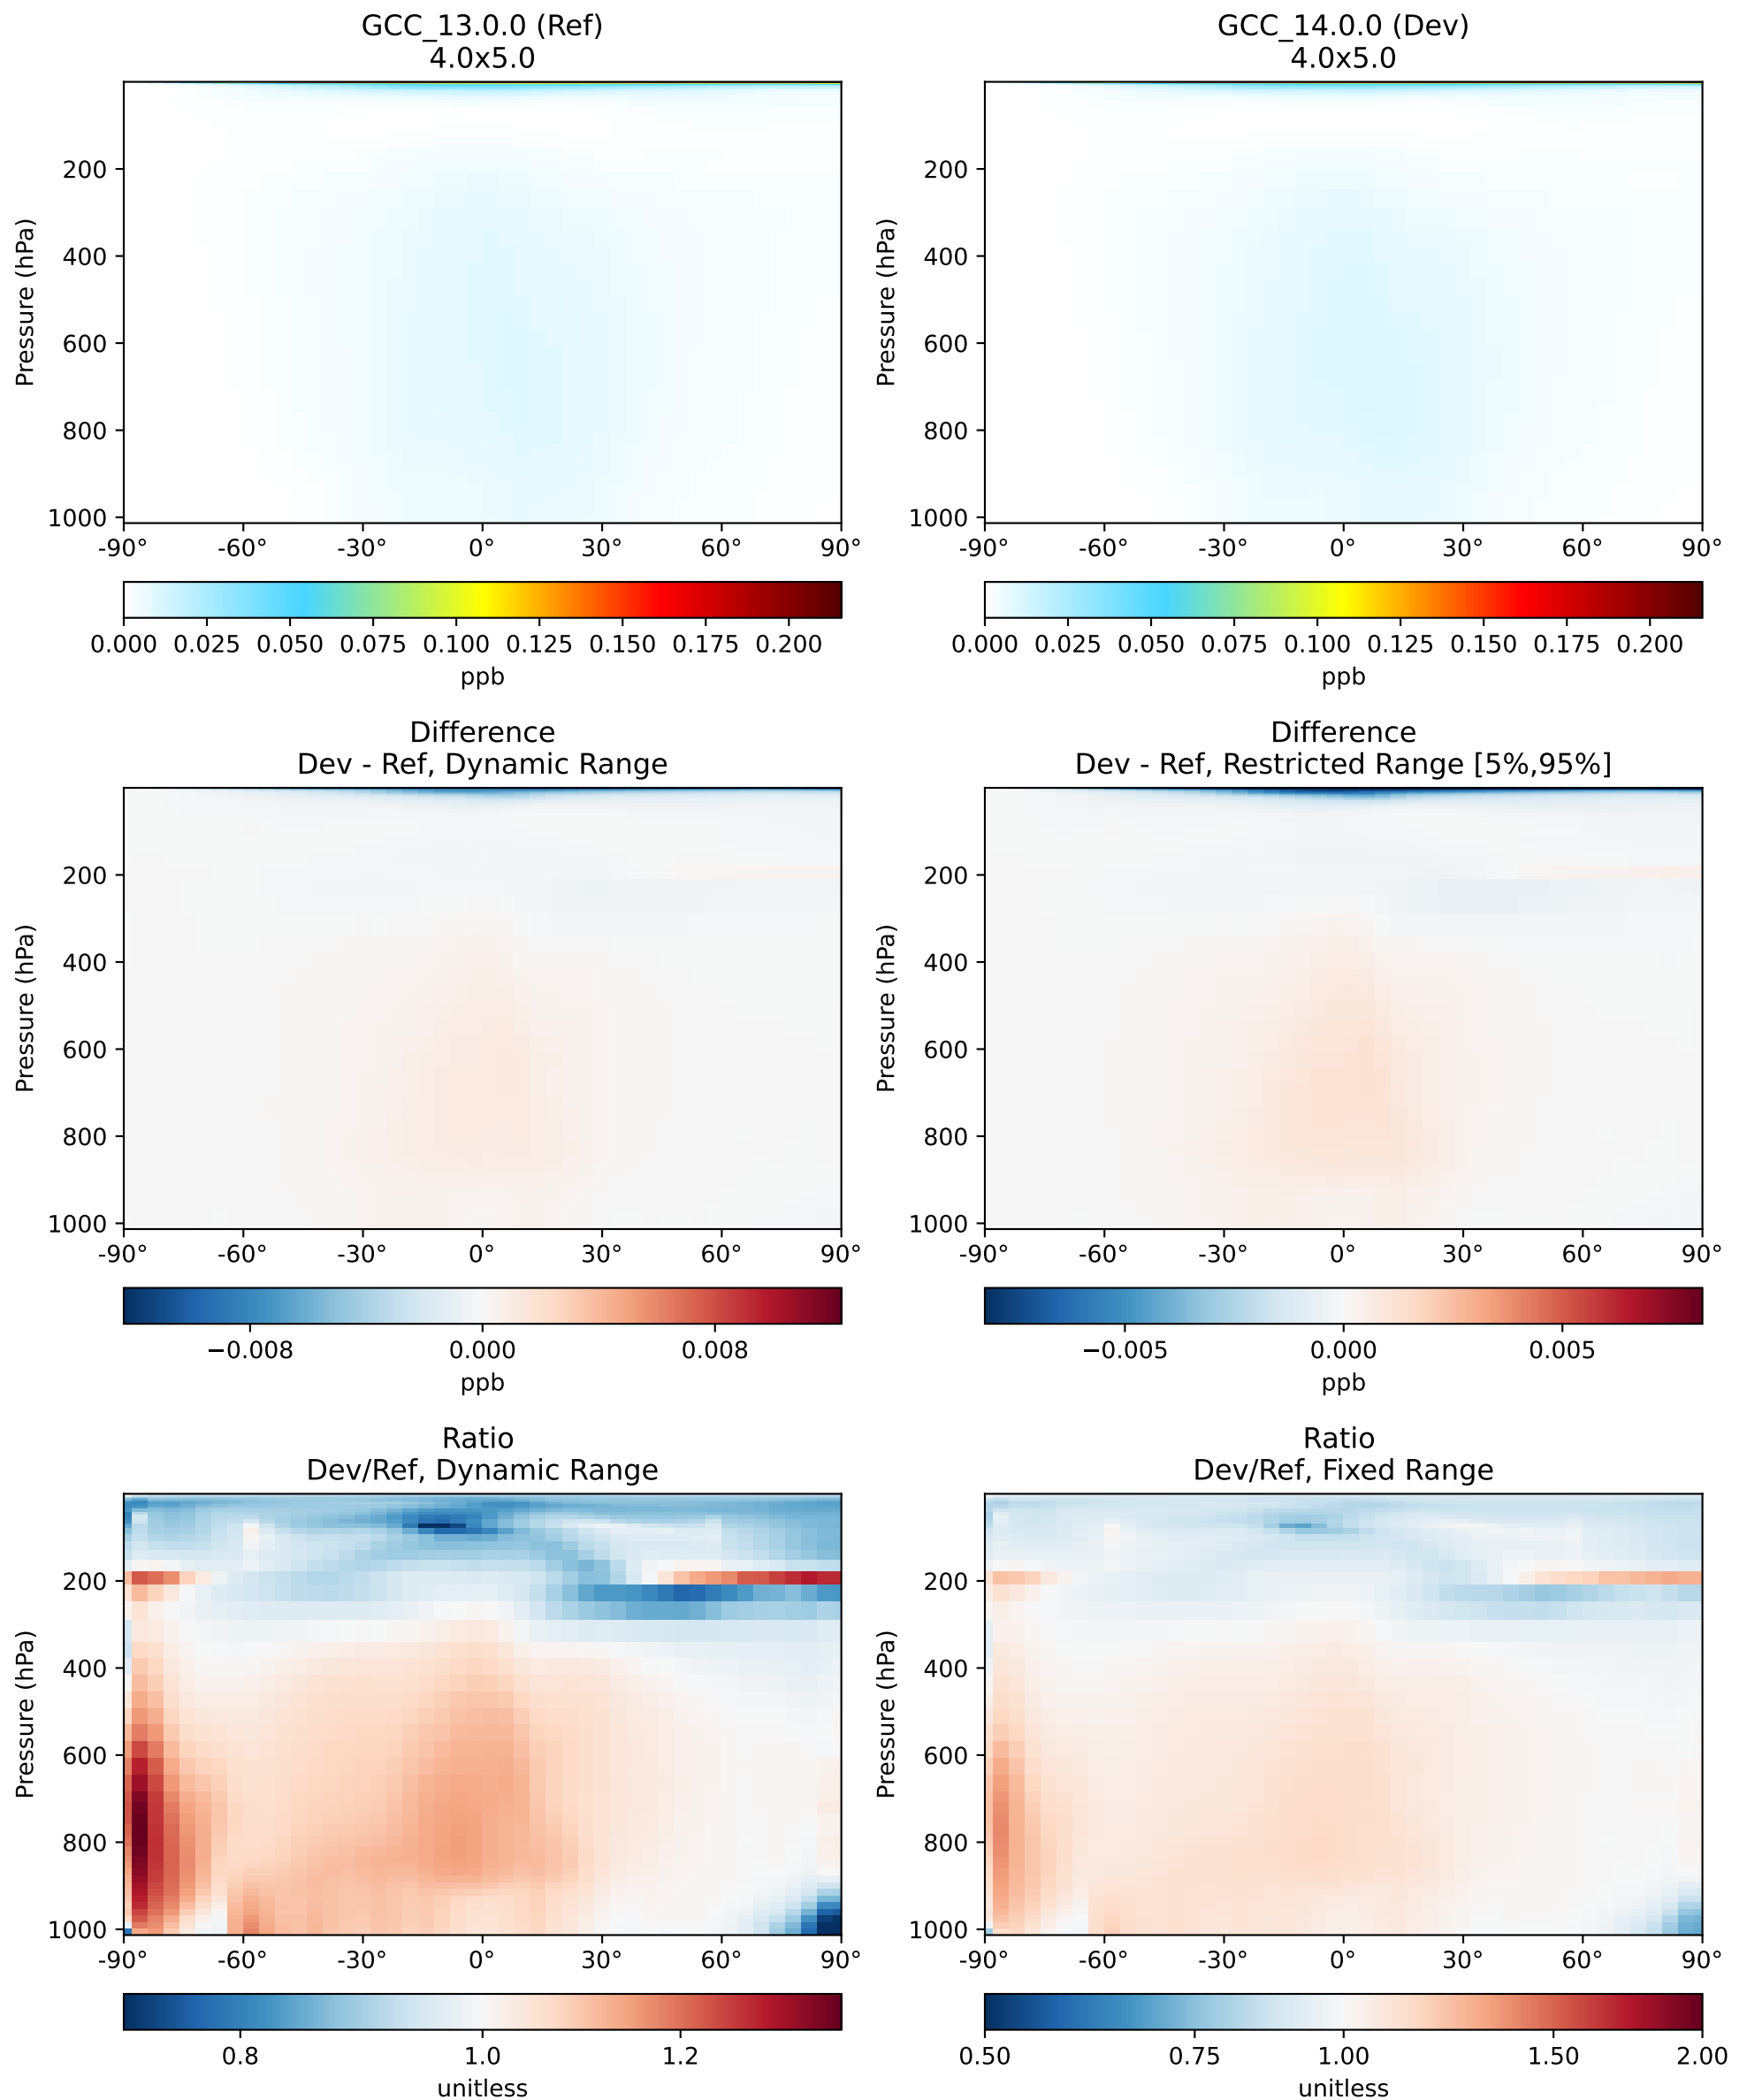 GCC_13.0.0 (Ref)
4.0x5.0
GCC_14.0.0 (Dev)
4.0x5.0
Pressure (hPa)
200
400
600
800
1000
-90° -60° -30° 0° 30° 60° 90°
0.000 0.025 0.050 0.075 0.100 0.125 0.150 0.175 0.200
ppb
Pressure (hPa)
200
400
600
800
1000
-90° -60° -30° 0° 30° 60° 90°
0.000 0.025 0.050 0.075 0.100 0.125 0.150 0.175 0.200
ppb
Difference
Dev - Ref, Dynamic Range
Pressure (hPa)
200
400
600
800
1000
-90° -60° -30° 0° 30° 60° 90°
−0.008 0.000 0.008
ppb
Difference
Dev - Ref, Restricted Range [5%,95%]
Pressure (hPa)
200
400
600
800
1000
-90° -60° -30° 0° 30° 60° 90°
−0.005 0.000 0.005
ppb
Ratio
Dev/Ref, Dynamic Range
Pressure (hPa)
200
400
600
800
1000
-90° -60° -30° 0° 30° 60° 90°
0.8 1.0 1.2
unitless
Ratio
Dev/Ref, Fixed Range
Pressure (hPa)
200
400
600
800
1000
-90° -60° -30° 0° 30° 60° 90°
0.50 0.75 1.00 1.50 2.00
unitless